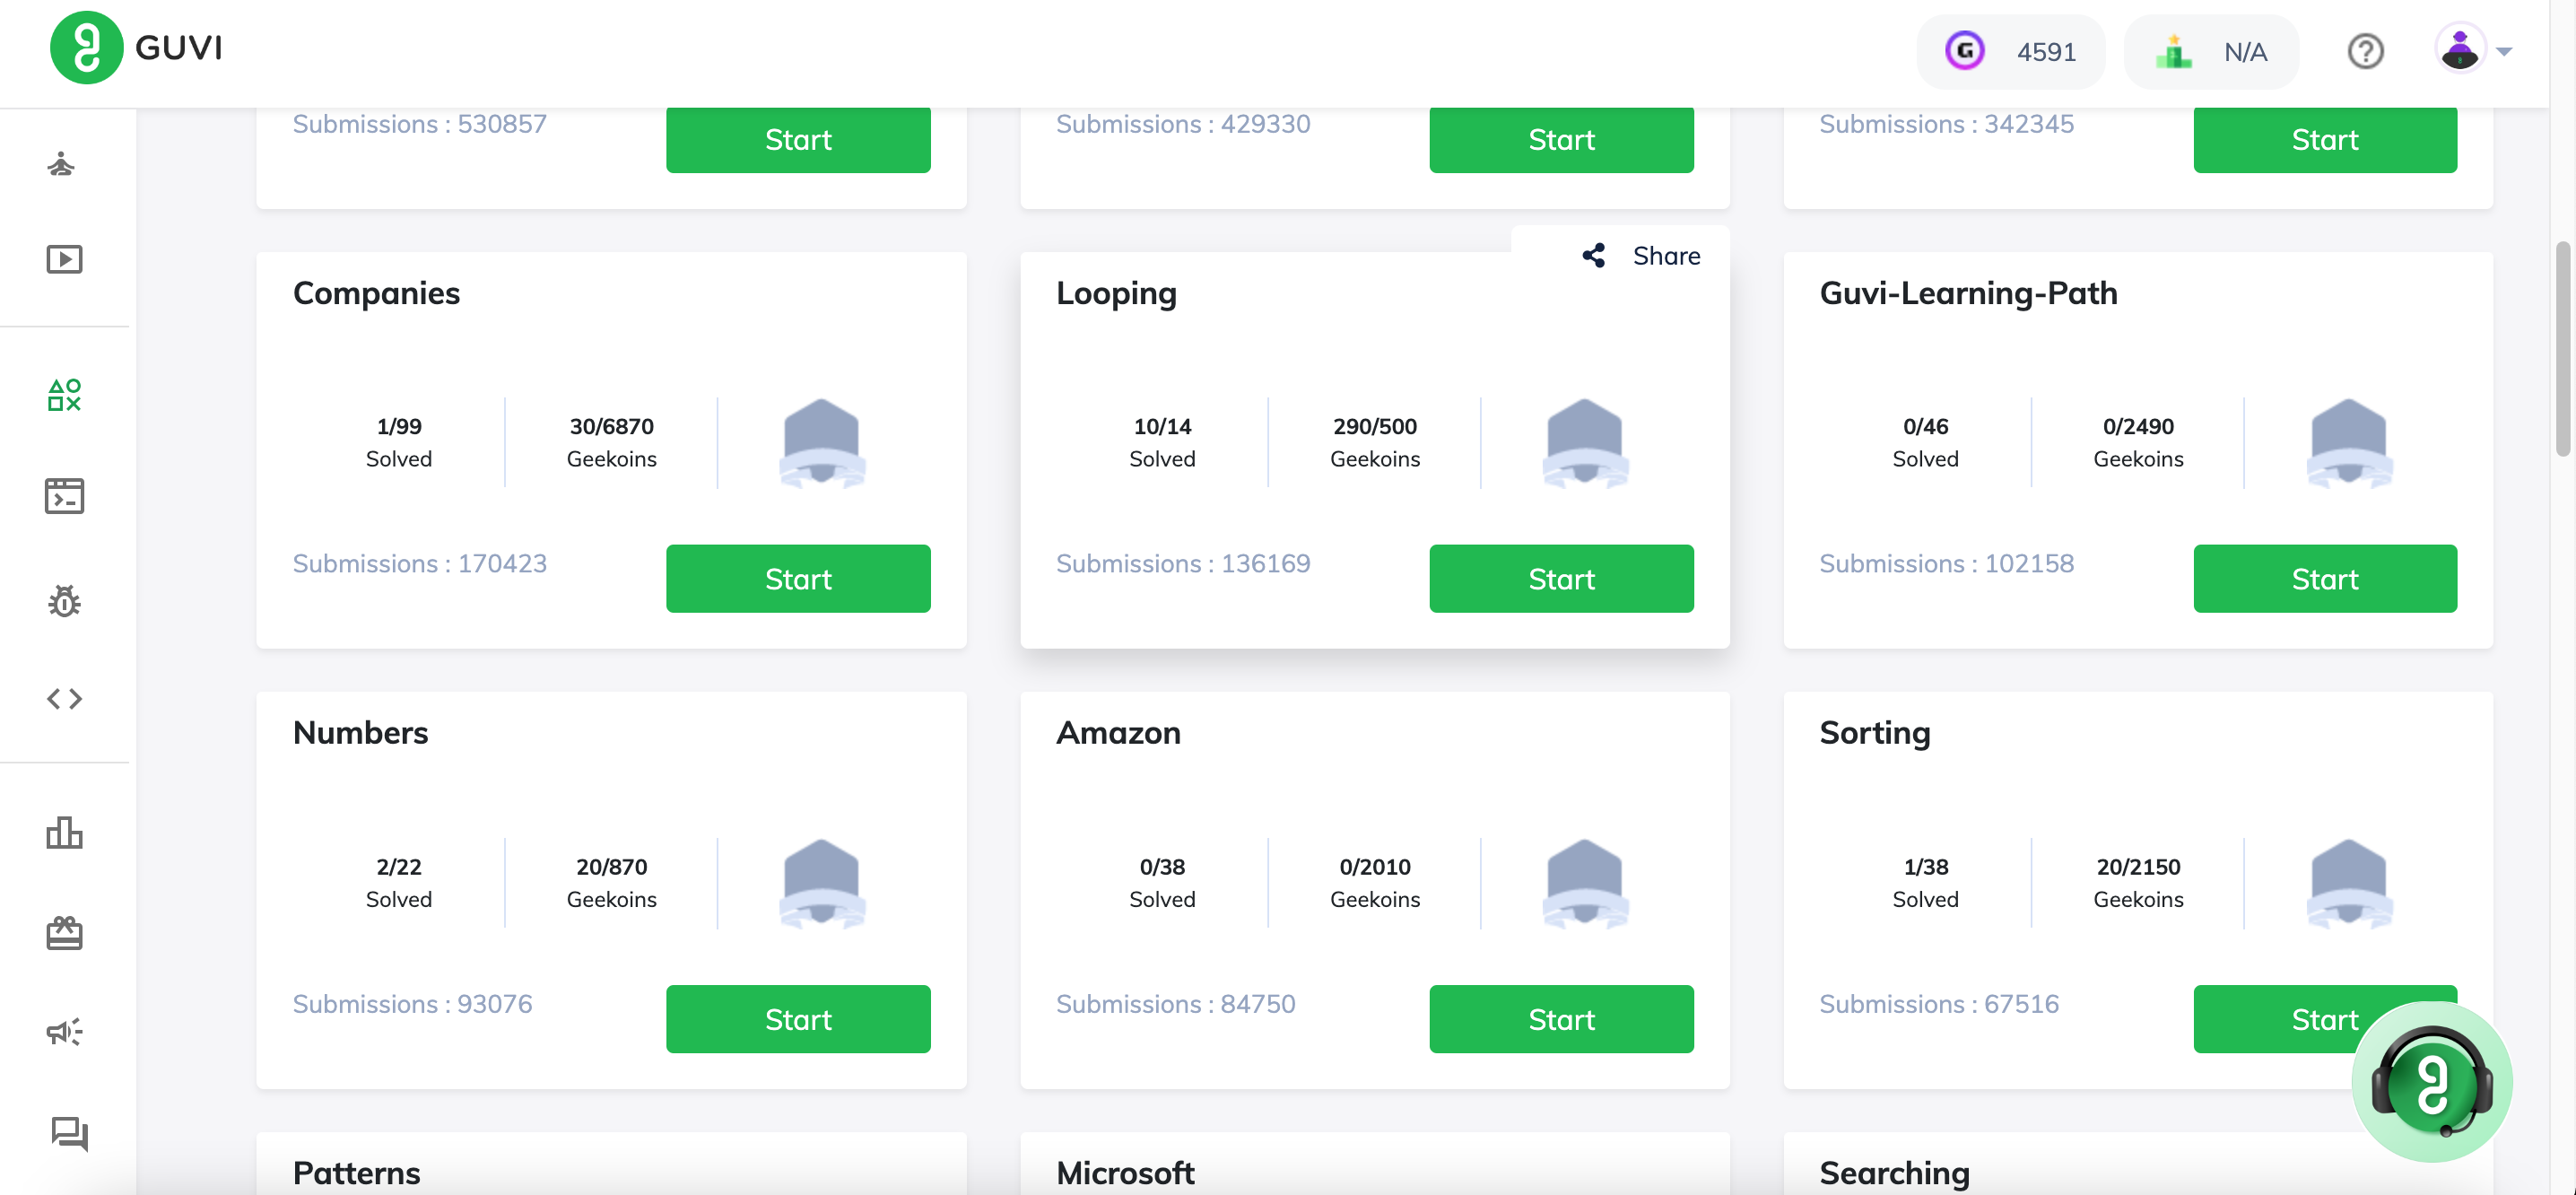 GUVI
4591
N/A
Submissions : 530857
Start
Submissions : 429330
Start
Submissions : 342345
Start
Share
Companies
1/99
Solved
30/6870
Geekoins
Submissions : 170423
Start
Looping
10/14
Solved
290/500
Geekoins
Submissions : 136169
Start
Guvi-Learning-Path
0/46
Solved
0/2490
Geekoins
Submissions : 102158
Start
Numbers
2/22
Solved
20/870
Geekoins
Submissions : 93076
Start
Amazon
0/38
Solved
0/2010
Geekoins
Submissions : 84750
Start
Sorting
1/38
Solved
20/2150
Geekoins
Submissions : 67516
Start
Patterns
Microsoft
Searching